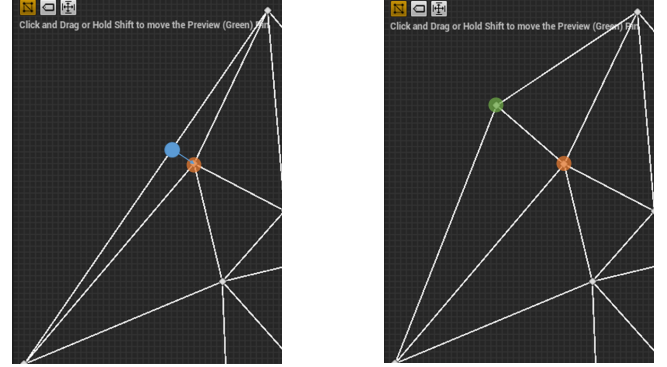 Click and Drag or Hold Shift to move the Preview (Green) Pin
Click and Drag or Hold Shift to move the Preview (Green) Pin